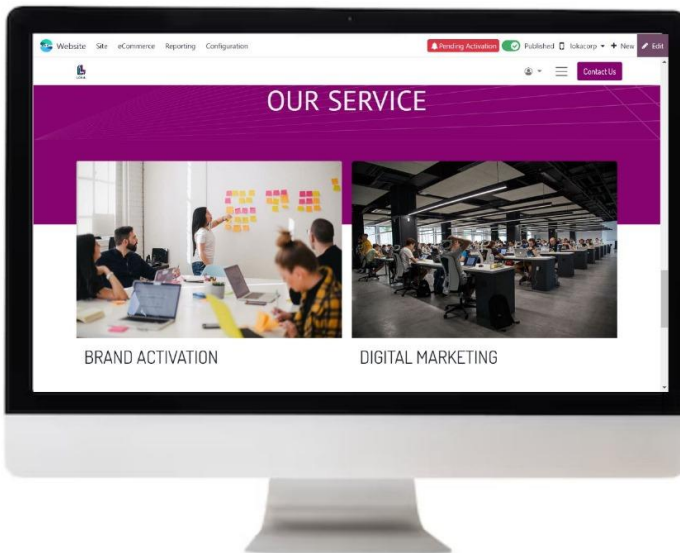 Website Site eCommerce Reporting Configuration
Pending Activation Published lokacorp + New Edit
Contact Us
OUR SERVICE
BRAND ACTIVATION
DIGITAL MARKETING